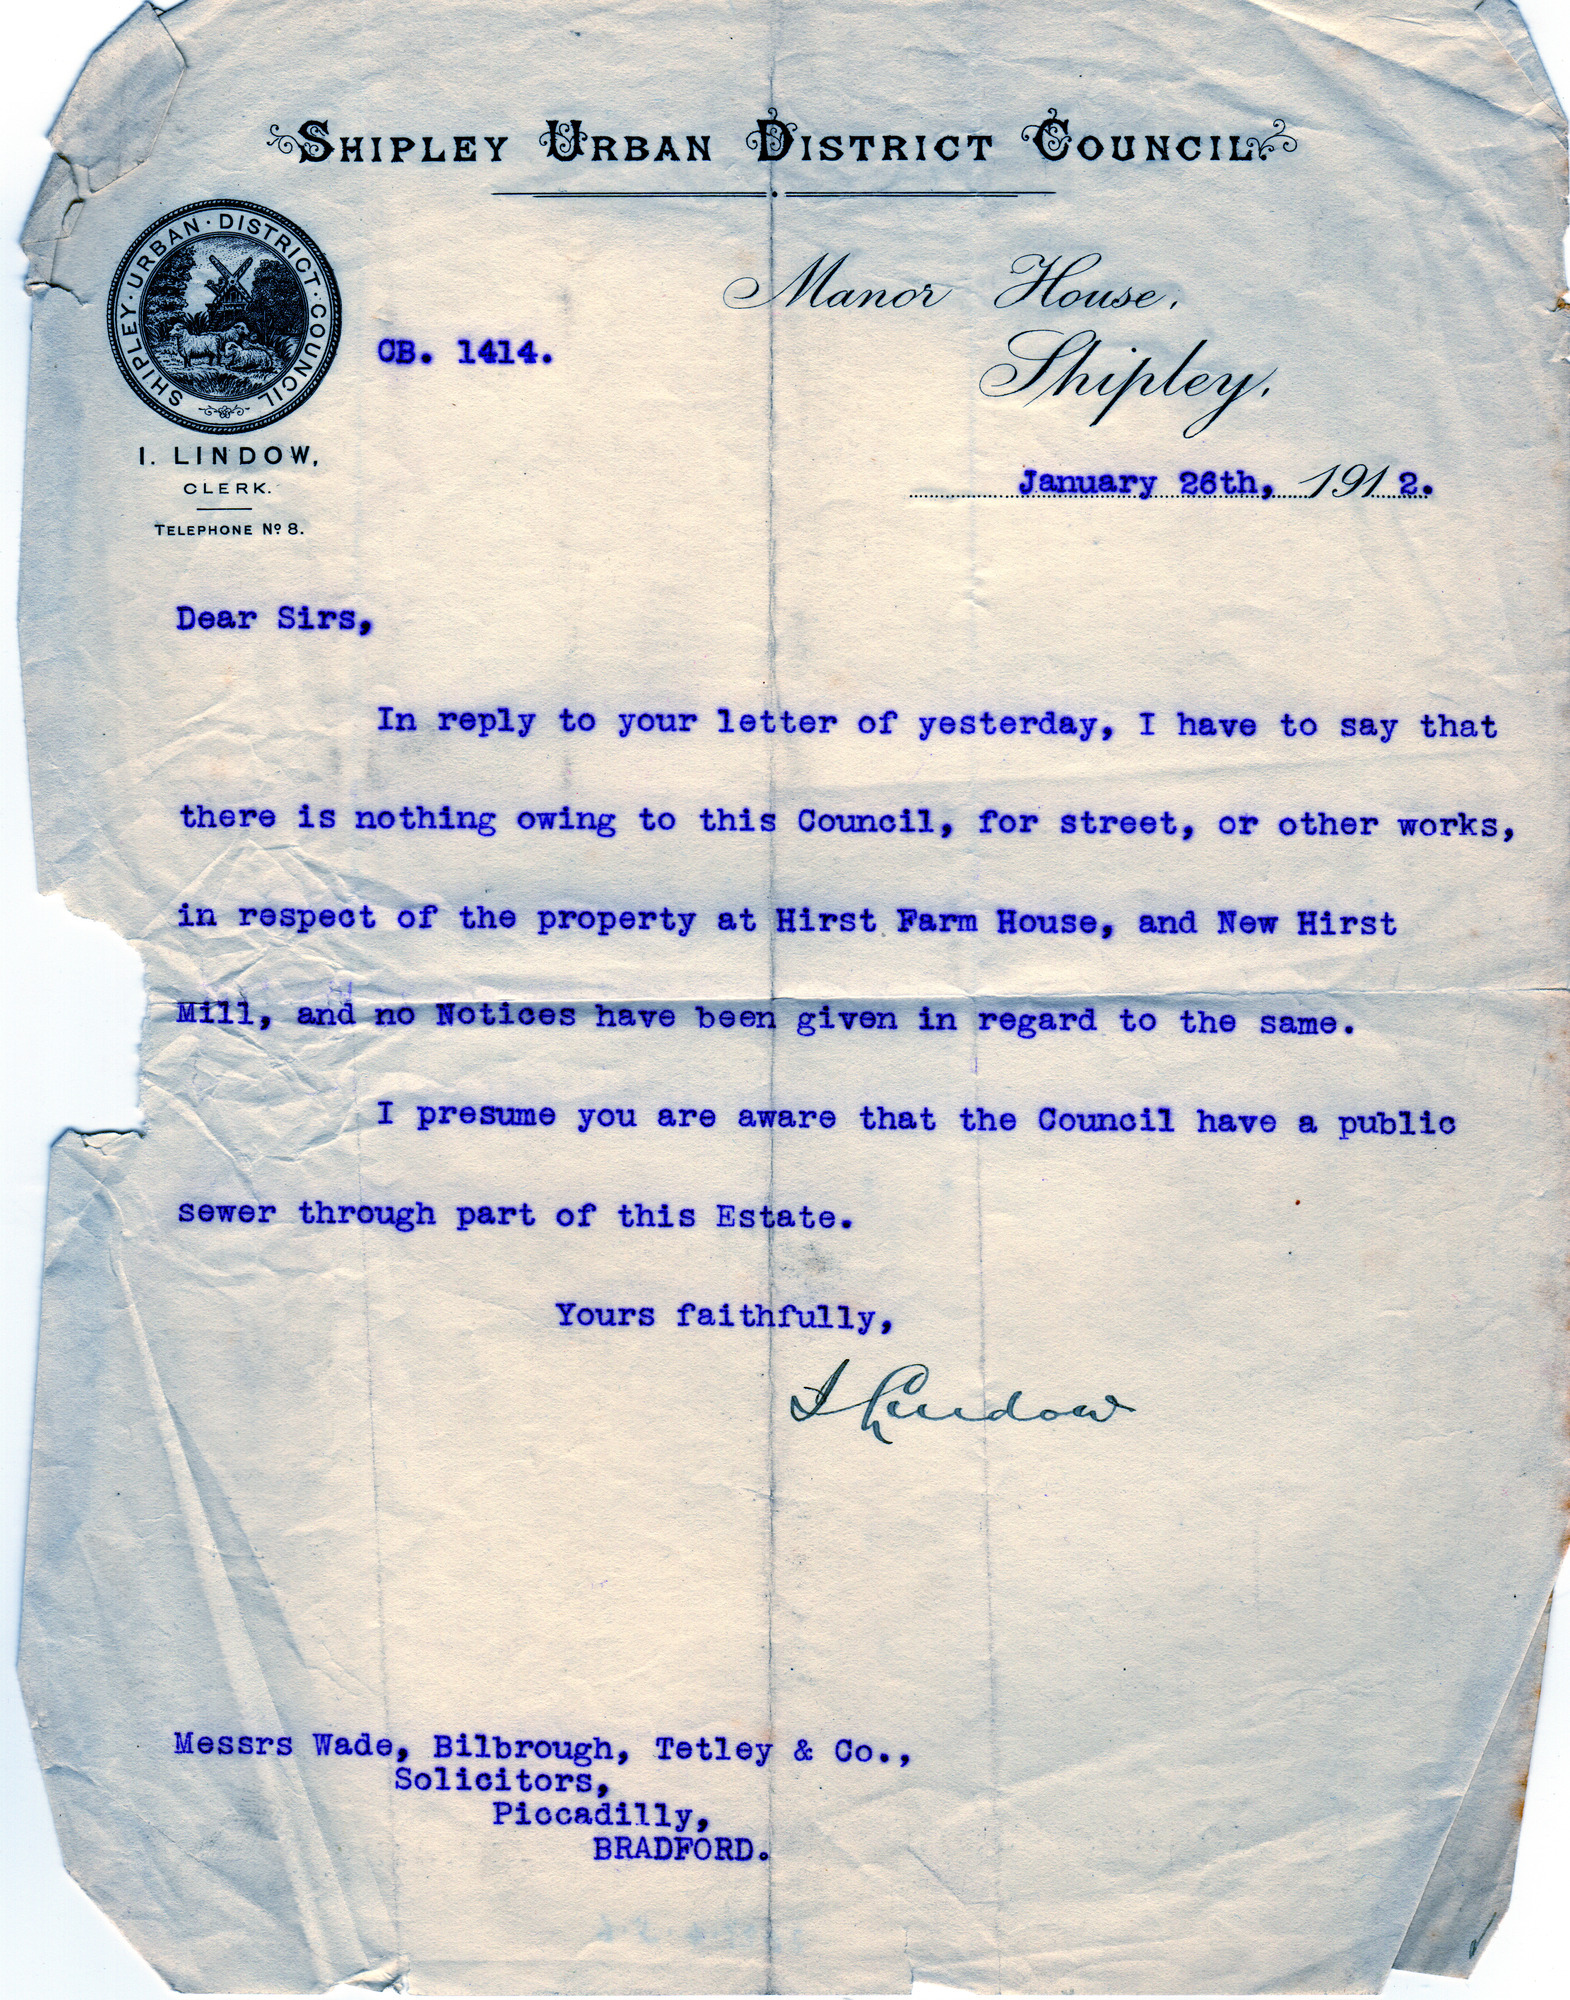 SHIPLEY URBAN DISTRICT COUNCIL
SHIPLEY · URBAN · DISTRICT · COUNCIL
Manor House,
Shipley,
CB. 1414.
I. LINDOW,
CLERK.
TELEPHONE No 8.
January 26th, 1912.
Dear Sirs,
In reply to your letter of yesterday, I have to say that
there is nothing owing to this Council, for street, or other works,
in respect of the property at Hirst Farm House, and New Hirst
Mill, and no Notices have been given in regard to the same.
I presume you are aware that the Council have a public
sewer through part of this Estate.
Yours faithfully,
I Lindow
Messrs Wade, Bilbrough, Tetley & Co.,
Solicitors,
Piccadilly,
BRADFORD.